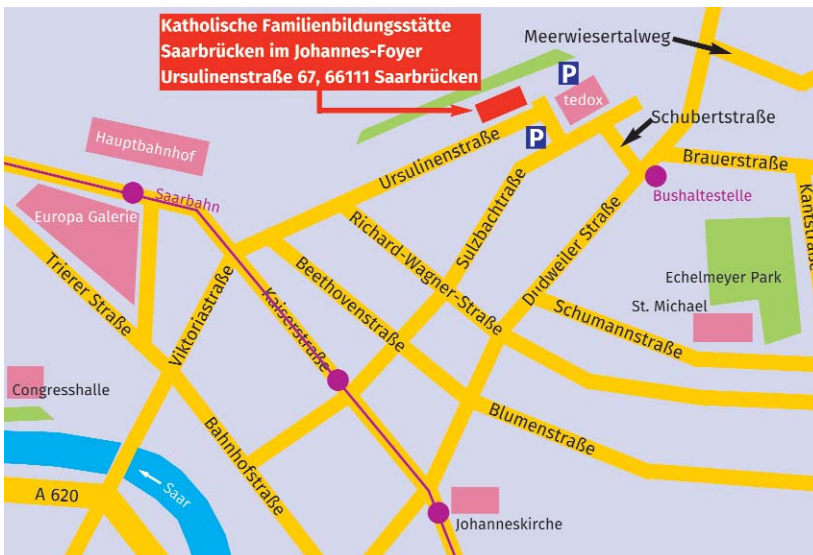 Katholische Familienbildungsstätte
Saarbrücken im Johannes-Foyer
Ursulinenstraße 67, 66111 Saarbrücken
Meerwiesertalweg
P
tedox
Schubertstraße
P
Hauptbahnhof
Ursulinenstraße
Brauerstraße
Saarbahn
Bushaltestelle
Kantstraße
Europa Galerie
Sulzbachtraße
Richard-Wagner-Straße
Dudweiler Straße
Trierer Straße
Viktoriastraße
Kaiserstraße
Beethovenstraße
Echelmeyer Park
St. Michael
Schumannstraße
Congresshalle
Bahnhofstraße
Blumenstraße
A 620
Saar
Johanneskirche